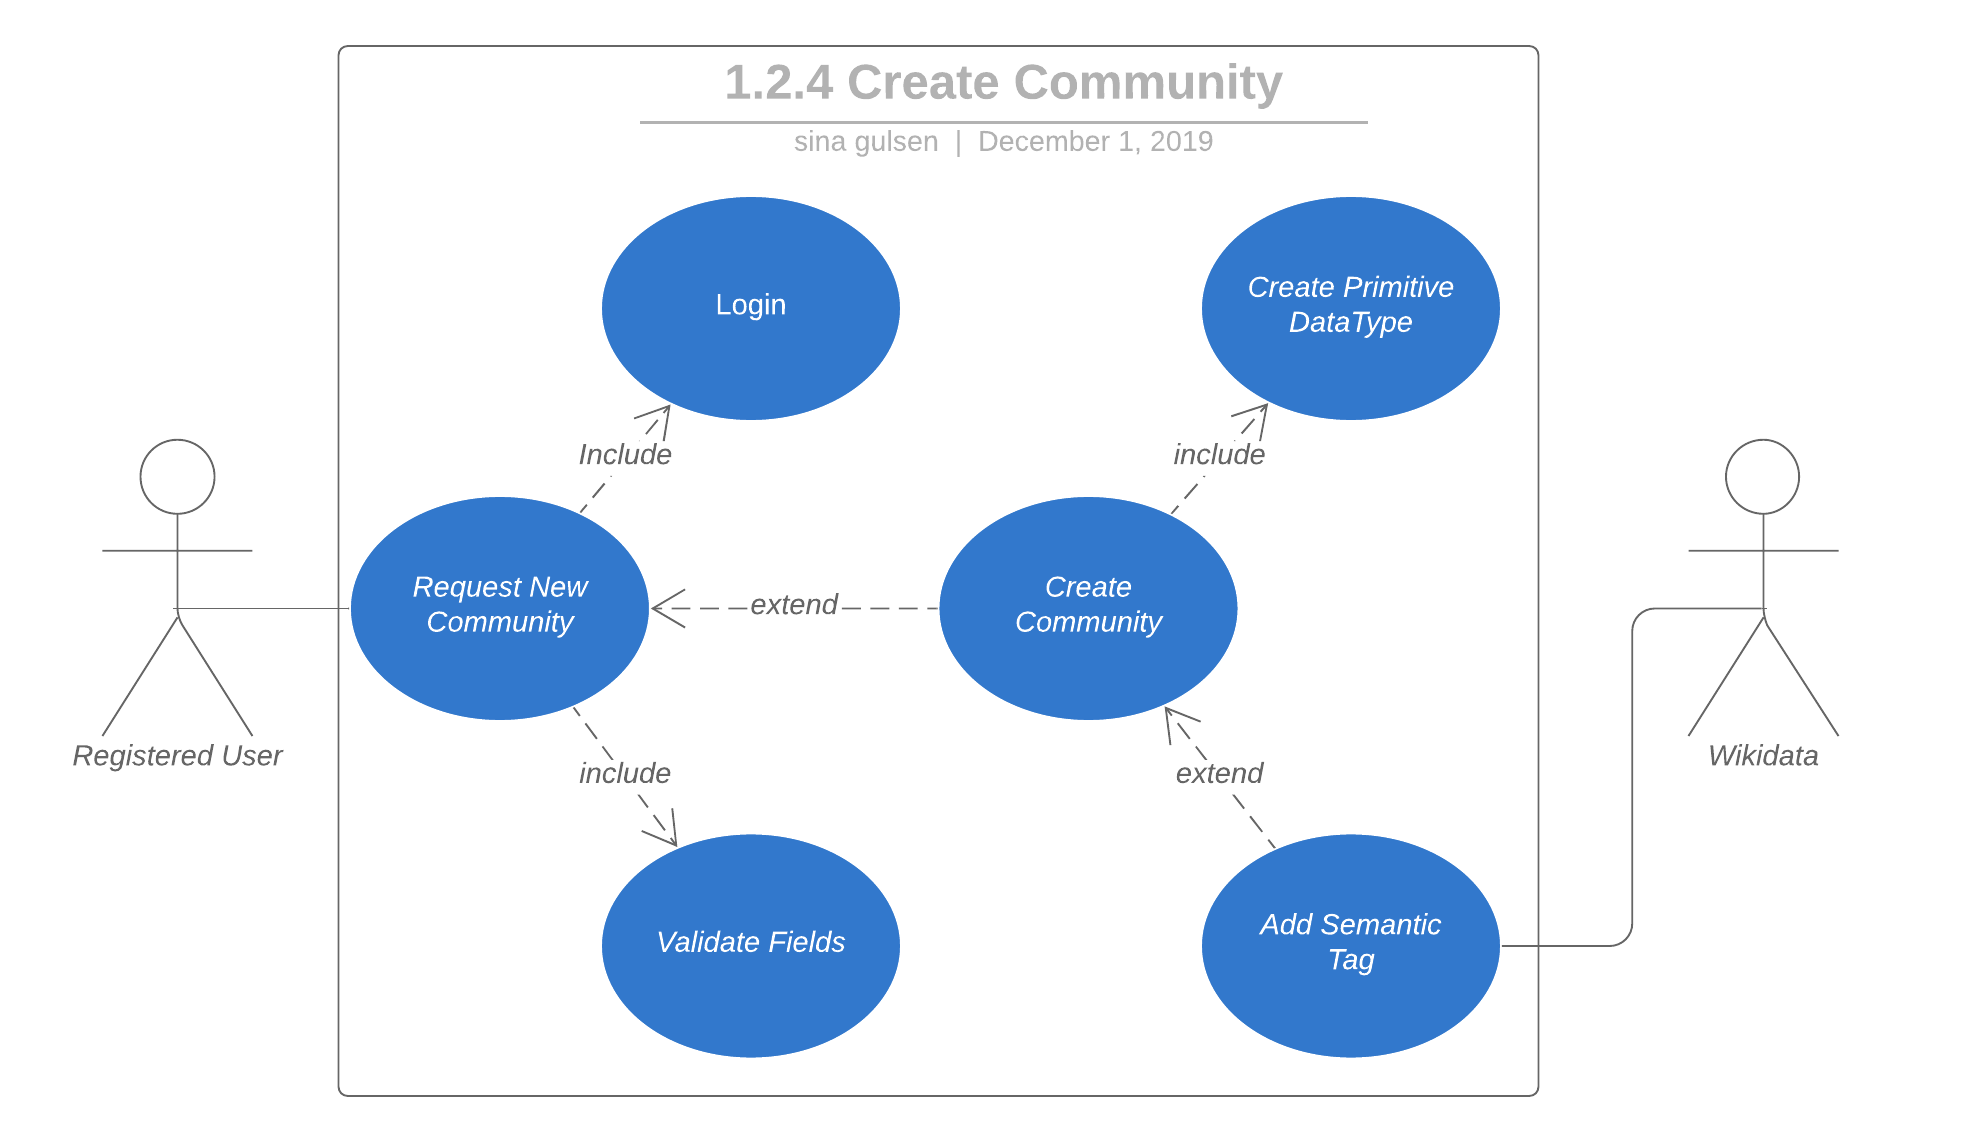 1.2.4 Create Community
sina gulsen | December 1, 2019
Login
Create Primitive
DataType
Include
include
Request New
Community
extend
Create
Community
Registered User
Wikidata
include
extend
Validate Fields
Add Semantic
Tag